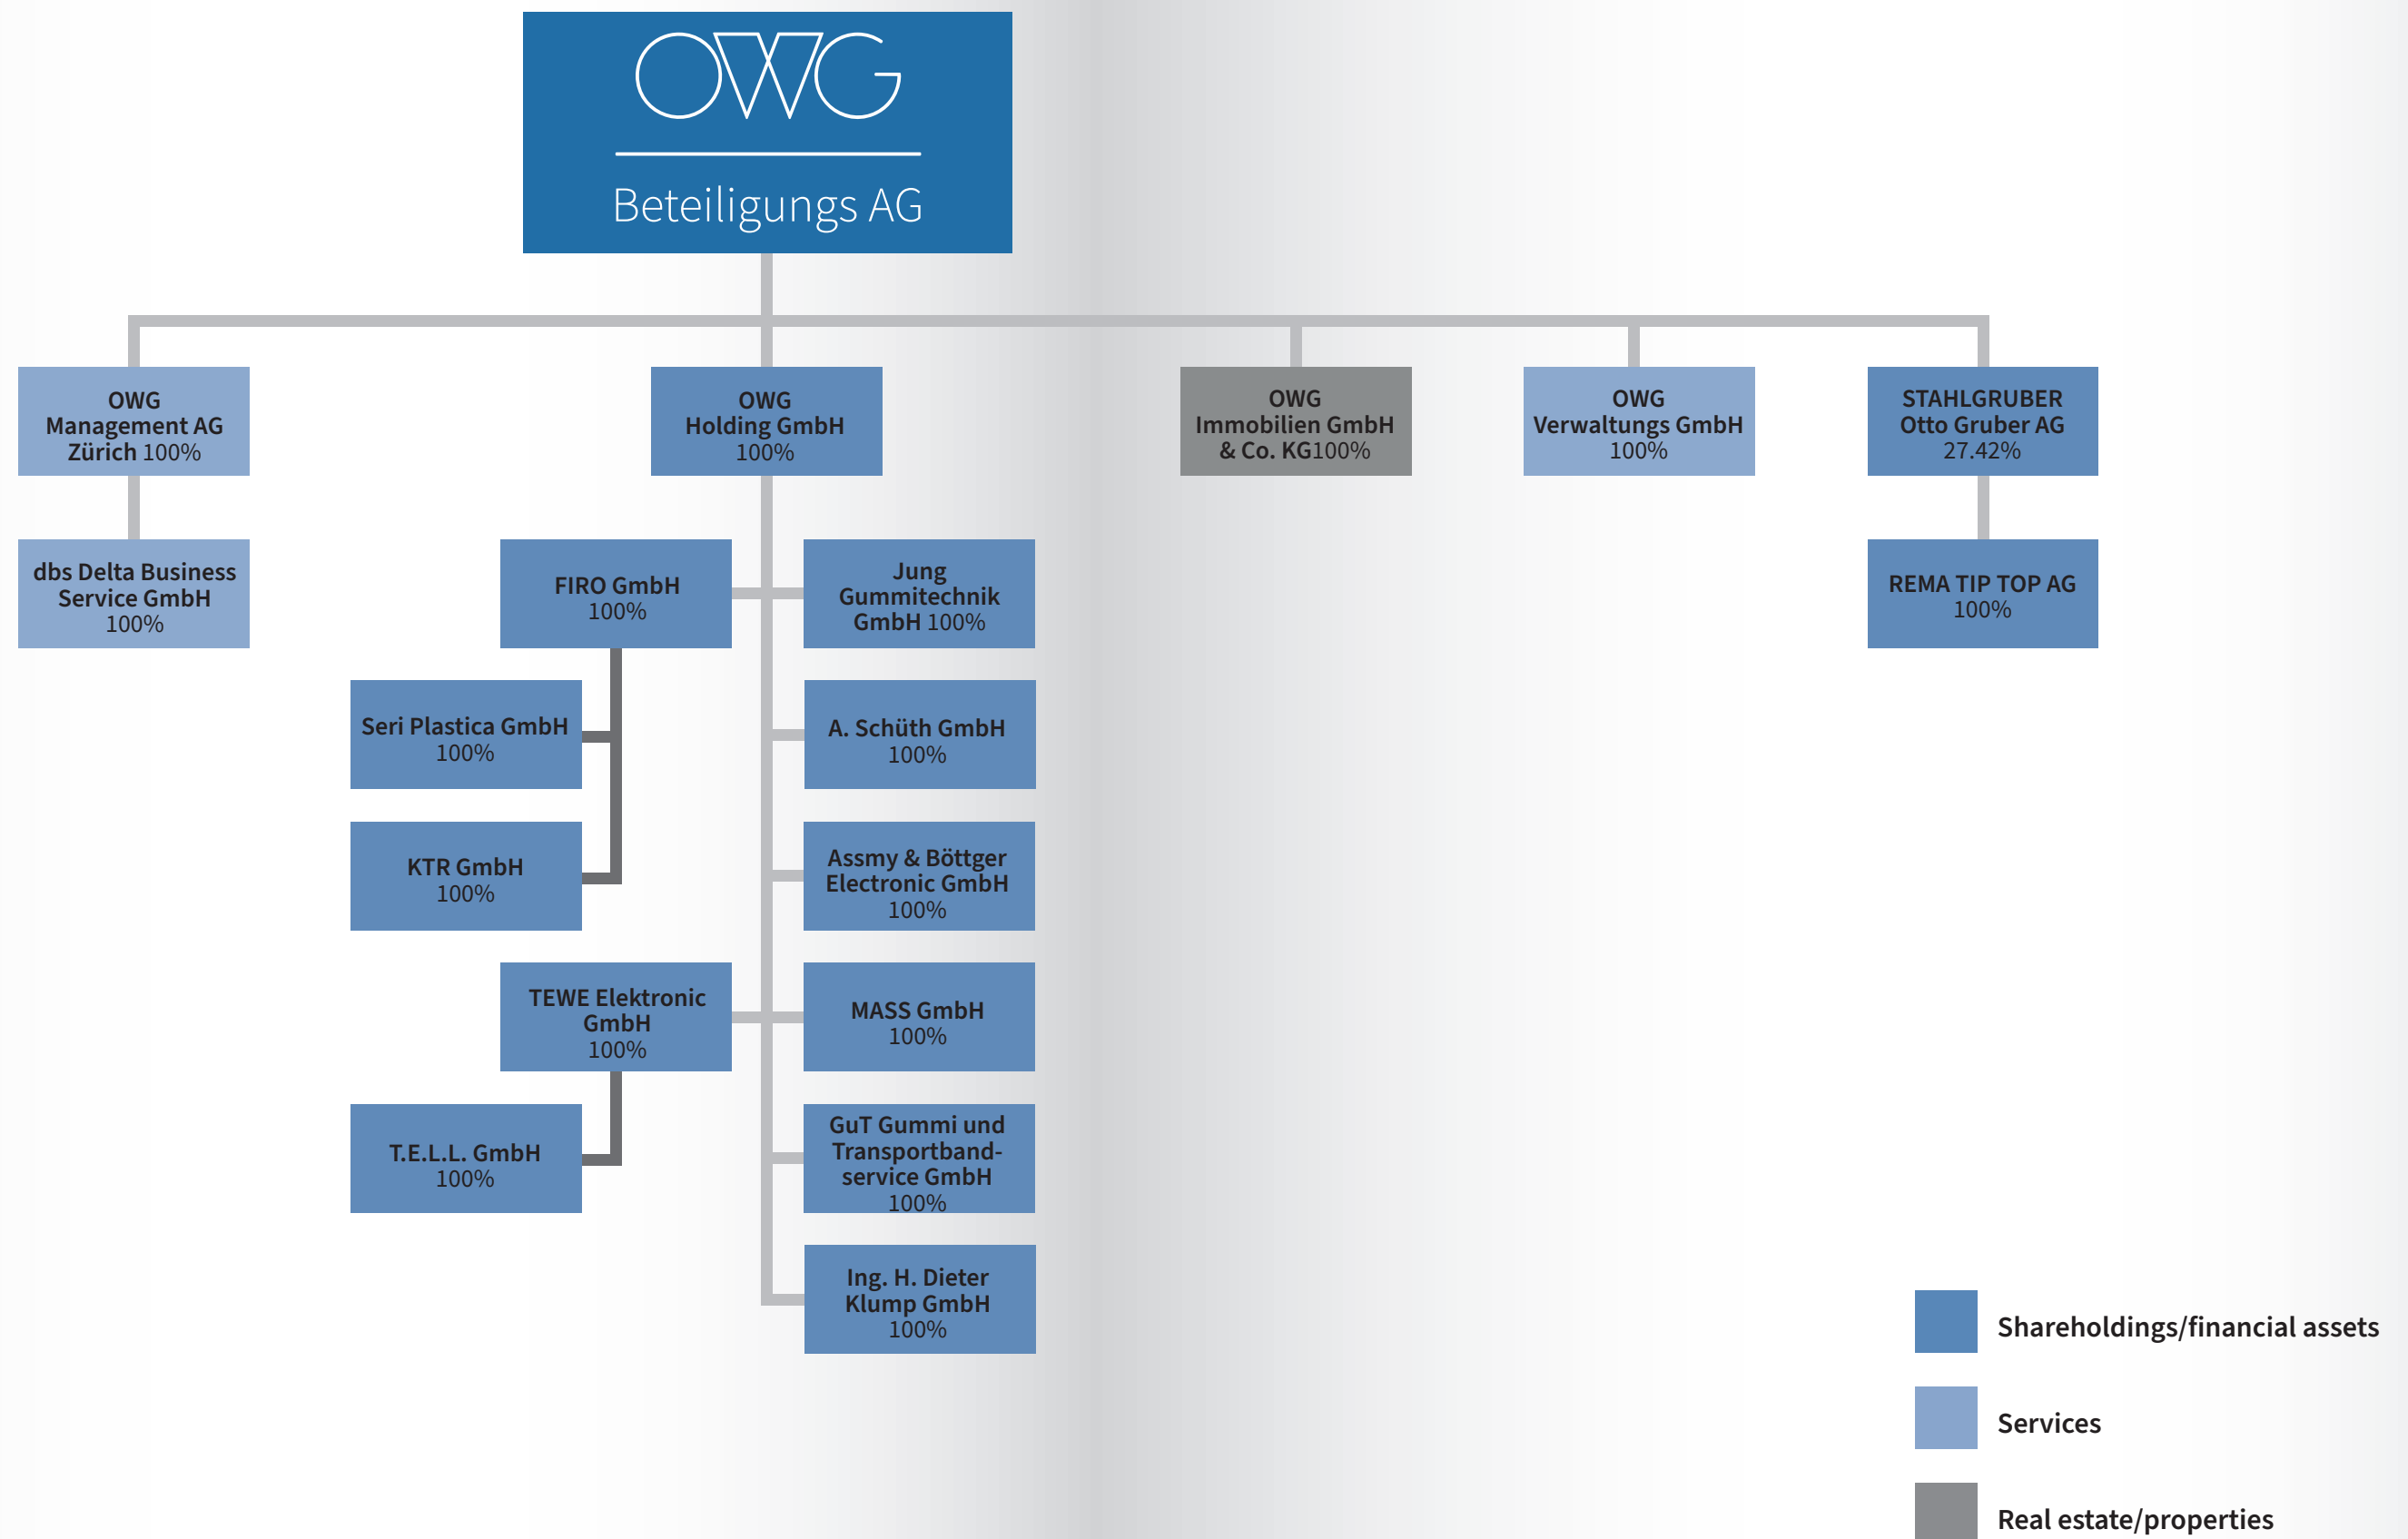 OWG
Beteiligungs AG
OWG
Management AG
Zürich 100%
OWG
Holding GmbH
100%
OWG
Immobilien GmbH
& Co. KG100%
OWG
Verwaltungs GmbH
100%
STAHLGRUBER
Otto Gruber AG
27.42%
dbs Delta Business
Service GmbH
100%
FIRO GmbH
100%
Jung
Gummitechnik
GmbH 100%
REMA TIP TOP AG
100%
Seri Plastica GmbH
100%
A. Schüth GmbH
100%
KTR GmbH
100%
Assmy & Böttger
Electronic GmbH
100%
TEWE Elektronic
GmbH
100%
MASS GmbH
100%
T.E.L.L. GmbH
100%
GuT Gummi und
Transportband-
service GmbH
100%
Ing. H. Dieter
Klump GmbH
100%
Shareholdings/financial assets
Services
Real estate/properties